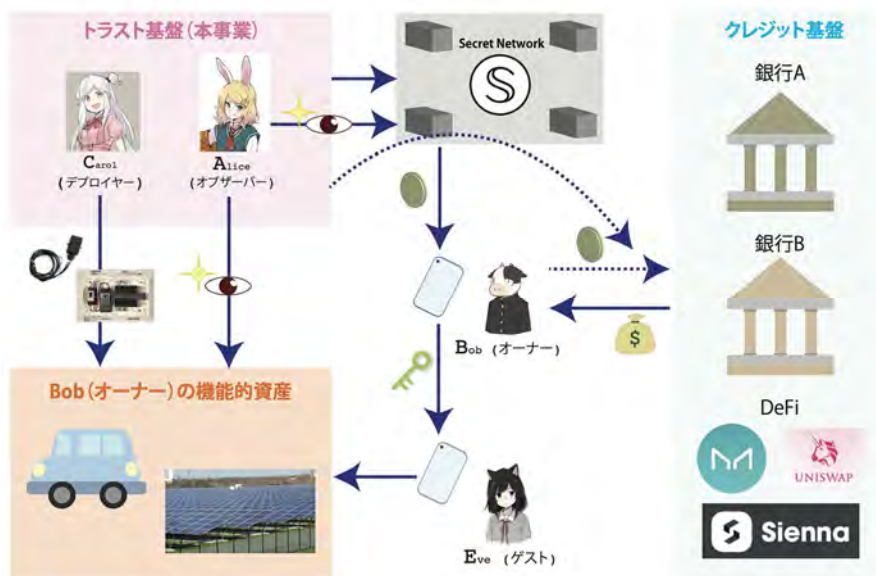 トラスト基盤(本事業)
Carol
(デプロイヤー)
Alice
(オブザーバー)
Secret Network
S
クレジット基盤
銀行A
銀行B
$
Bob (オーナー)
Bob(オーナー)の機能的資産
Eve (ゲスト)
DeFi
UNISWAP
Sienna